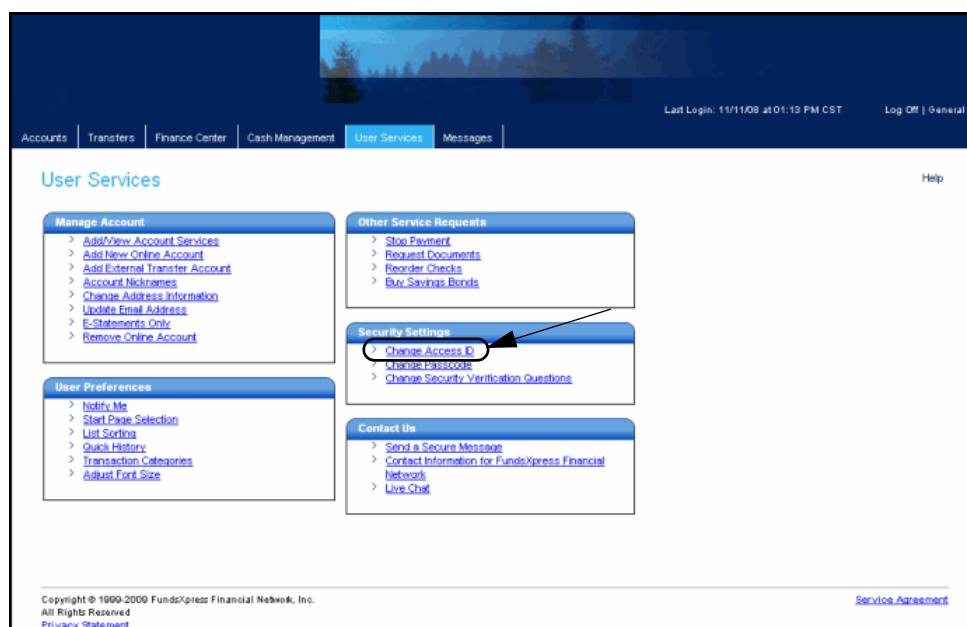 Last Login: 11/11/08 at 01:13 PM CST Log Off | General
Accounts Transfers Finance Center Cash Management User Services Messages
User Services
Help
Manage Account
> Add/View Account Services
> Add New Online Account
> Add External Transfer Account
> Account Nicknames
> Change Address Information
> Update Email Address
> E-Statements Only
> Remove Online Account
User Preferences
> Notify Me
> Start Page Selection
> List Sorting
> Quick History
> Transaction Categories
> Adjust Font Size
Other Service Requests
> Stop Payment
> Request Documents
> Reorder Checks
> Buy Savings Bonds
Security Settings
> Change Access ID
> Change Passcode
> Change Security Verification Questions
Contact Us
> Send a Secure Message
> Contact Information for FundsXpress Financial
Network
> Live Chat
Copyright © 1999-2009 FundsXpress Financial Network, Inc.
All Rights Reserved
Privacy Statement
Service Agreement